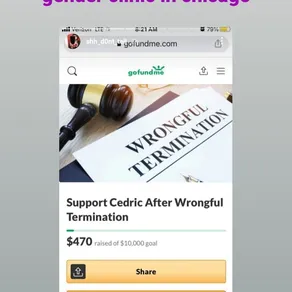 gender clinic in chicago
Verizon LTE 8:21 AM 79%
gofundme.com
gofundme
WRONGFUL
TERMINATION
Support Cedric After Wrongful
Termination
$470 raised of $10,000 goal
Share